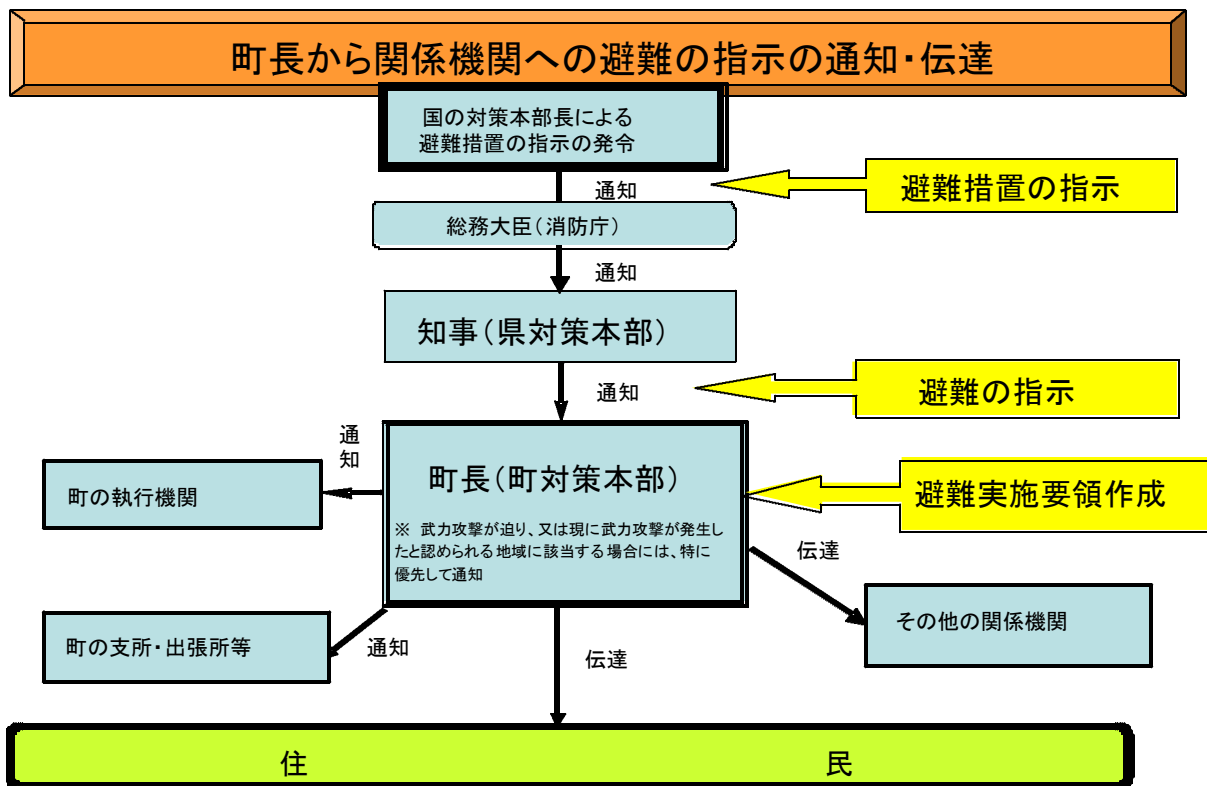 町長から関係機関への避難の指示の通知・伝達
国の対策本部長による
避難措置の指示の発令
通知
避難措置の指示
総務大臣(消防庁)
通知
知事(県対策本部)
通知
避難の指示
通
知
町長(町対策本部)
※ 武力攻撃が迫り、又は現に武力攻撃が発生し
たと認められる地域に該当する場合には、特に
優先して通知
町の執行機関
避難実施要領作成
伝達
町の支所・出張所等
通知
伝達
その他の関係機関
住 民